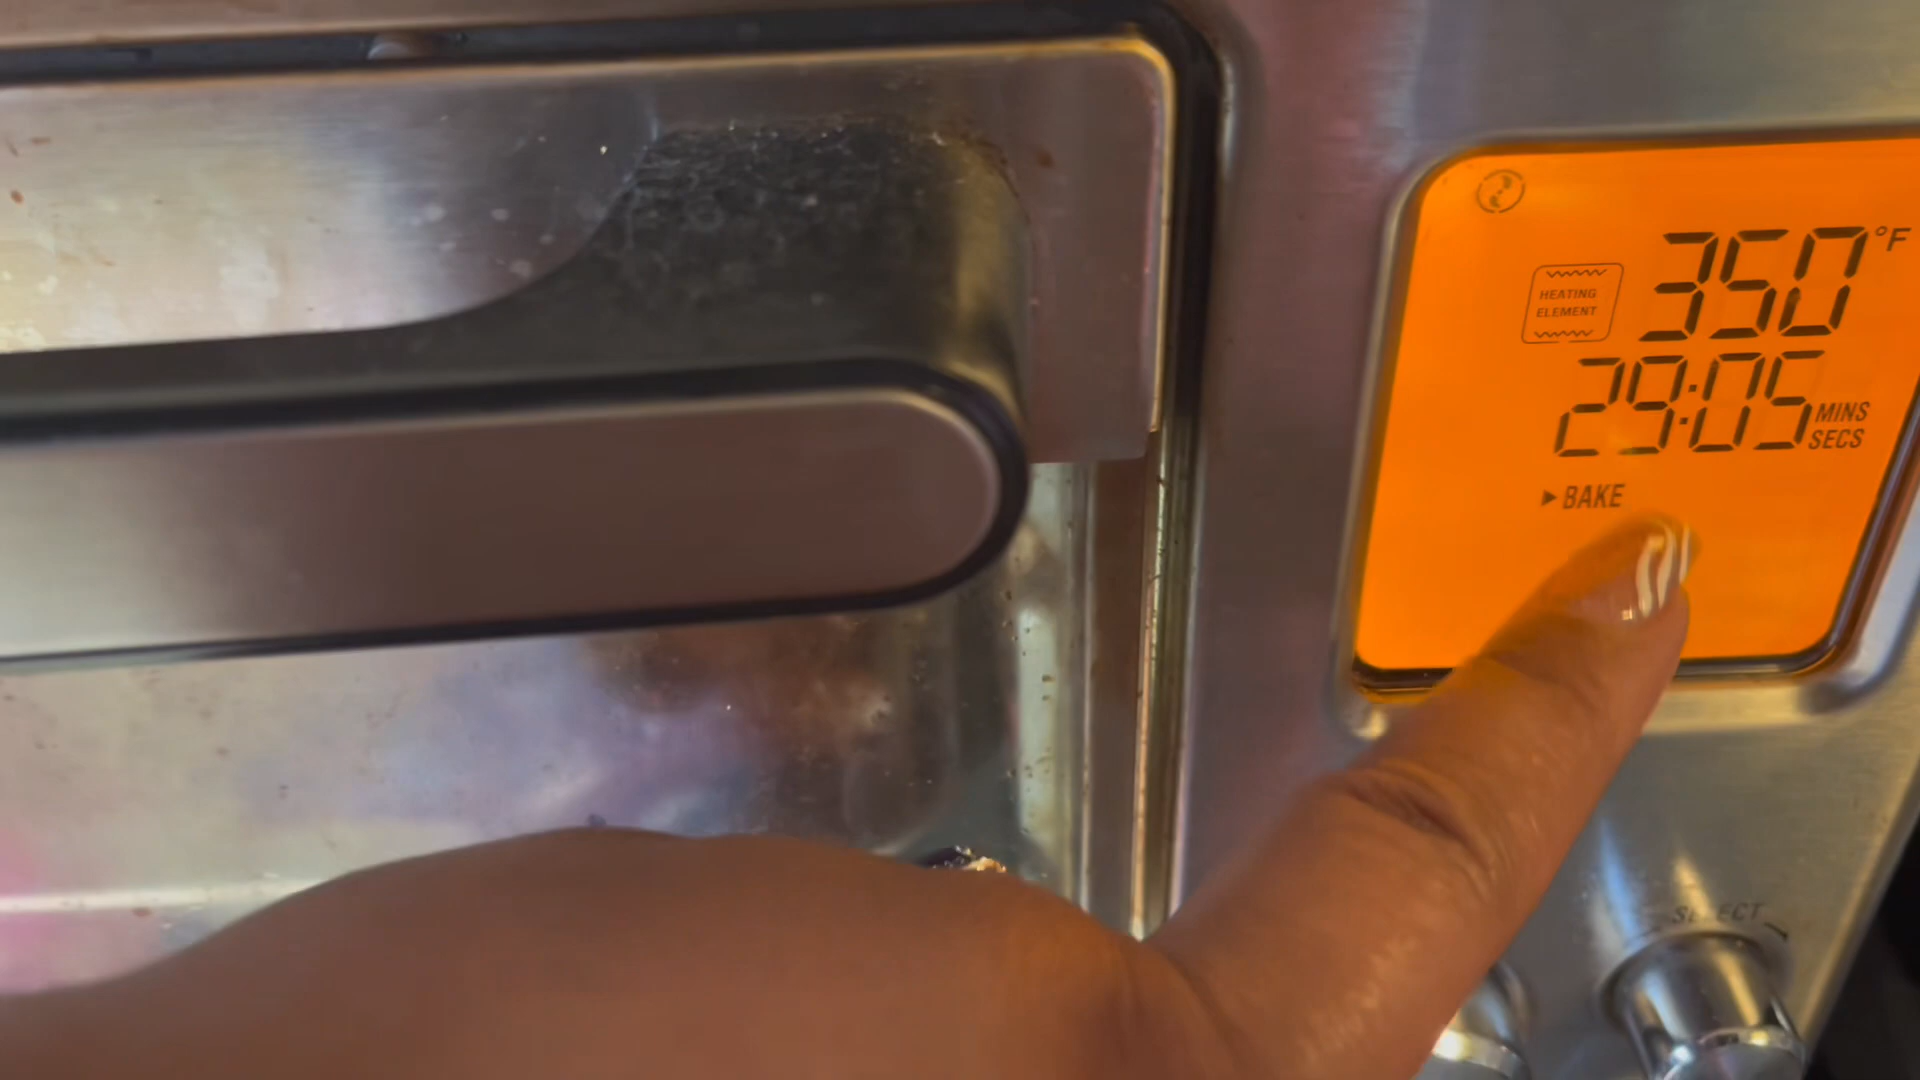 350°F
HEATING
ELEMENT
29:05 MINS
SECS
►BAKE
SELECT